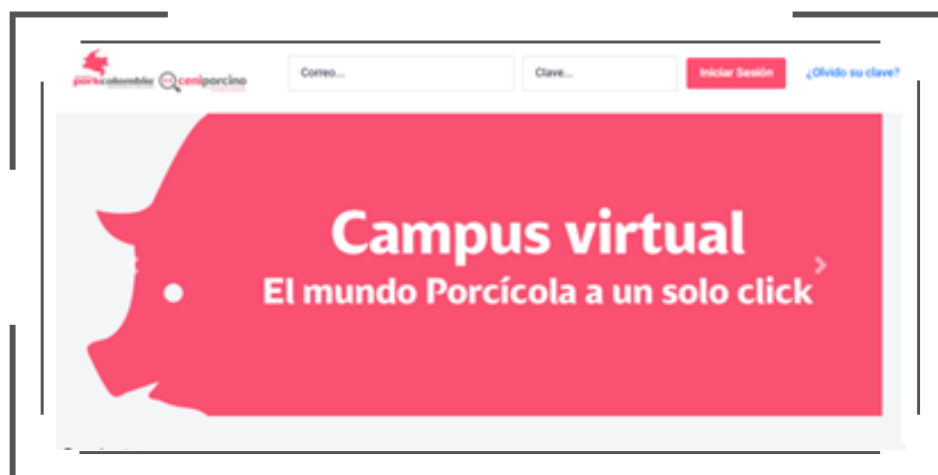 porkcolombia ceniporcino
Correo...
Clave...
Iniciar Sesión
¿Olvido su clave?
Campus virtual
El mundo Porcícola a un solo click